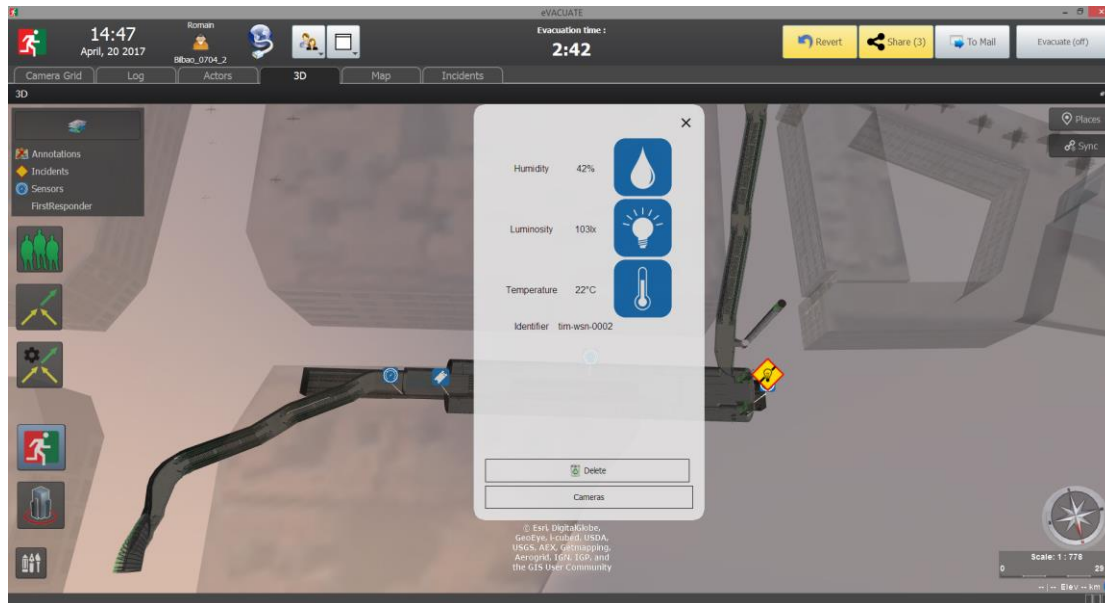 eVACUATE
14:47
April, 20 2017
Romain
Bilbao_0704_2
Evacuation time :
2:42
Revert
Share (3)
To Mail
Evacuate (off)
Camera Grid
Log
Actors
3D
Map
Incidents
3D
Annotations
Incidents
Sensors
FirstResponder
Places
Sync
Humidity 42%
Luminosity 103lx
Temperature 22°C
Identifier tim-wsn-0002
Delete
Cameras
© Esri, DigitalGlobe,
GeoEye, i-cubed, USDA,
USGS, AEX, Getmapping,
Aerogrid, IGN, IGP, and
the GIS User Community
Scale: 1 : 778
0 29
-- | -- Elev -- km